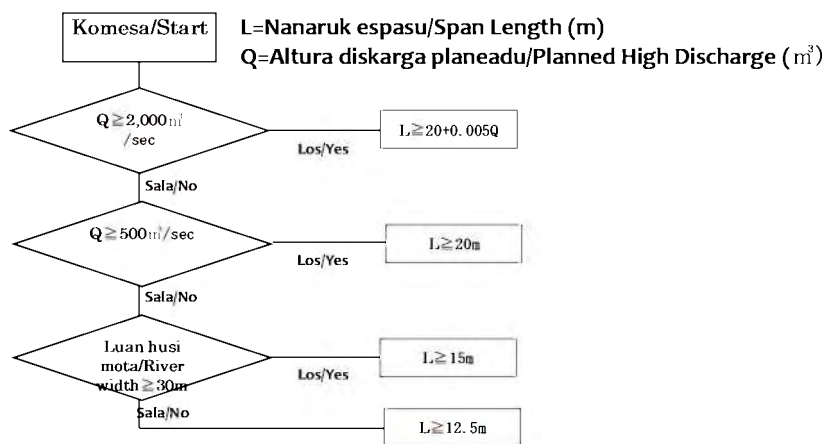 Komesa/Start
L=Nanaruk espasu/Span Length (m)
Q=Altura diskarga planeadu/Planned High Discharge (㎥)
Q≧2,000㎥
/sec
Los/Yes
L≧20+0.005Q
Sala/No
Q≧500㎥/sec
Los/Yes
L≧20m
Sala/No
Luan husi
mota/River
width≧30m
Los/Yes
L≧15m
Sala/No
L≧12.5m